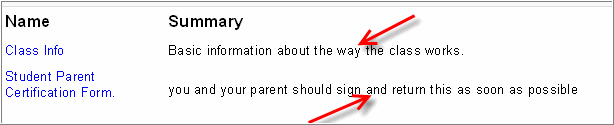 Name Summary
Class Info Basic information about the way the class works.
Student Parent
Certification Form. you and your parent should sign and return this as soon as possible